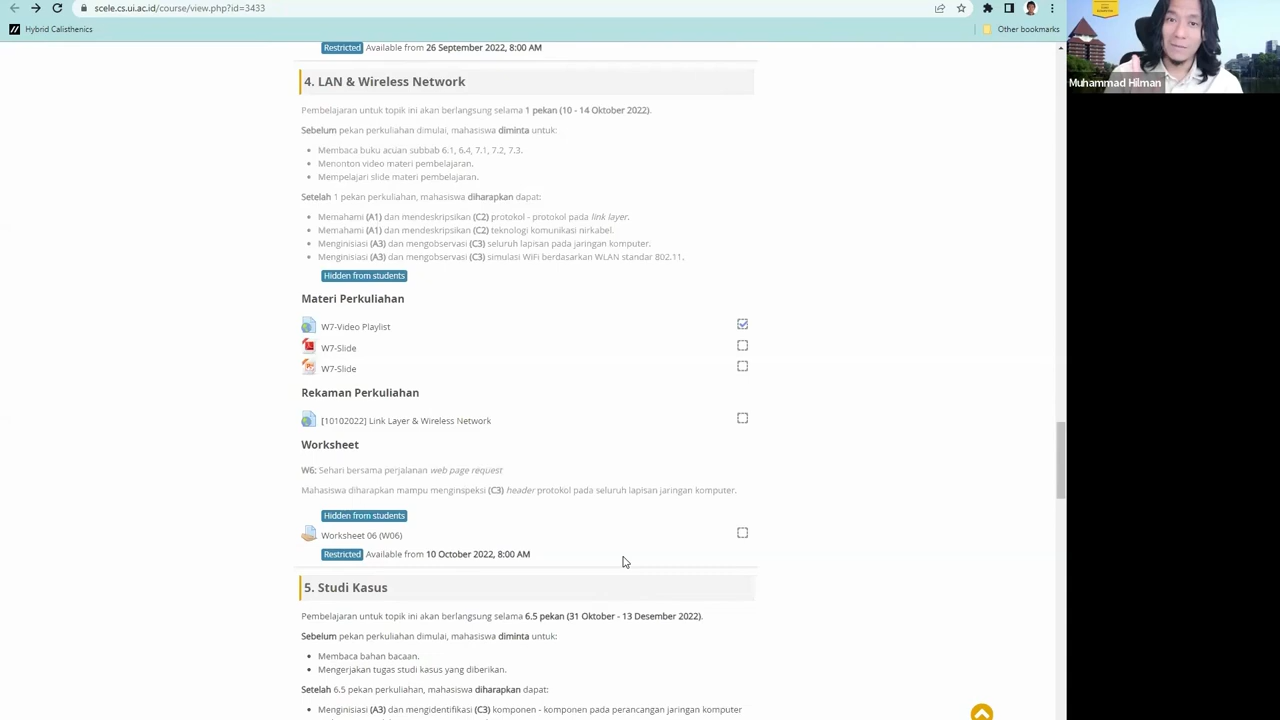 scele.cs.ui.ac.id/course/view.php?id=3433
Hybrid Calisthenics
Other bookmarks
Restricted Available from 26 September 2022, 8:00 AM
4. LAN & Wireless Network
Pembelajaran untuk topik ini akan berlangsung selama 1 pekan (10 - 14 Oktober 2022).
Sebelum pekan perkuliahan dimulai, mahasiswa diminta untuk:
Membaca buku acuan subbab 6.1, 6.4, 7.1, 7.2, 7.3.
Menonton video materi pembelajaran.
Mempelajari slide materi pembelajaran.
Setelah 1 pekan perkuliahan, mahasiswa diharapkan dapat:
Memahami (A1) dan mendeskripsikan (C2) protokol - protokol pada link layer.
Memahami (A1) dan mendeskripsikan (C2) teknologi komunikasi nirkabel.
Menginisiasi (A3) dan mengobservasi (C3) seluruh lapisan pada jaringan komputer.
Menginisiasi (A3) dan mengobservasi (C3) simulasi WiFi berdasarkan WLAN standar 802.11.
Hidden from students
Materi Perkuliahan
W7-Video Playlist
W7-Slide
W7-Slide
Rekaman Perkuliahan
[10102022] Link Layer & Wireless Network
Worksheet
W6: Sehari bersama perjalanan web page request
Mahasiswa diharapkan mampu menginspeksi (C3) header protokol pada seluruh lapisan jaringan komputer.
Hidden from students
Worksheet 06 (W06)
Restricted Available from 10 October 2022, 8:00 AM
5. Studi Kasus
Pembelajaran untuk topik ini akan berlangsung selama 6.5 pekan (31 Oktober - 13 Desember 2022).
Sebelum pekan perkuliahan dimulai, mahasiswa diminta untuk:
Membaca bahan bacaan.
Mengerjakan tugas studi kasus yang diberikan.
Setelah 6.5 pekan perkuliahan, mahasiswa diharapkan dapat:
Menginisiasi (A3) dan mengidentifikasi (C3) komponen - komponen pada perancangan jaringan komputer
Muhammad Hilman